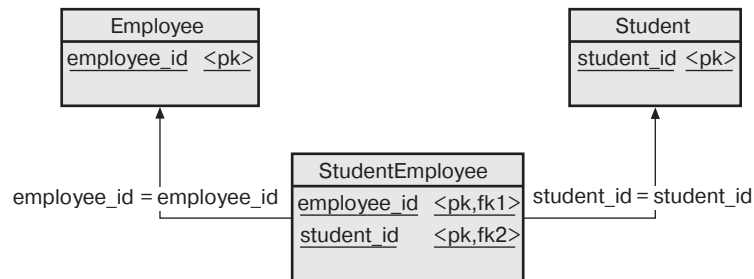 Employee
employee_id <pk>
Student
student_id <pk>
StudentEmployee
employee_id <pk,fk1>
student_id <pk,fk2>
employee_id = employee_id
student_id = student_id